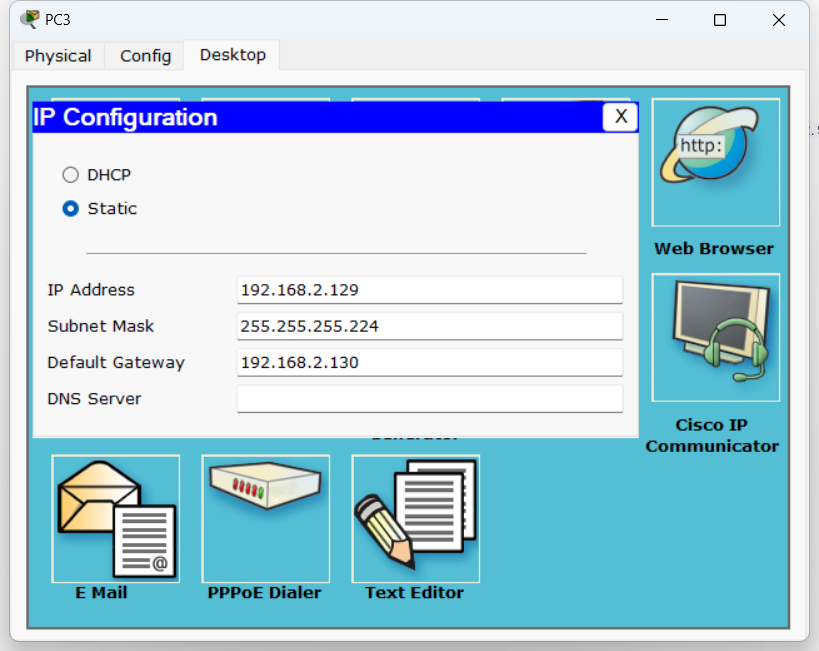 PC3
Physical Config Desktop
IP Configuration X
http:
DHCP
Static
Web Browser
IP Address 192.168.2.129
Subnet Mask 255.255.255.224
Default Gateway 192.168.2.130
DNS Server
Cisco IP
Communicator
@
E Mail PPPoE Dialer Text Editor